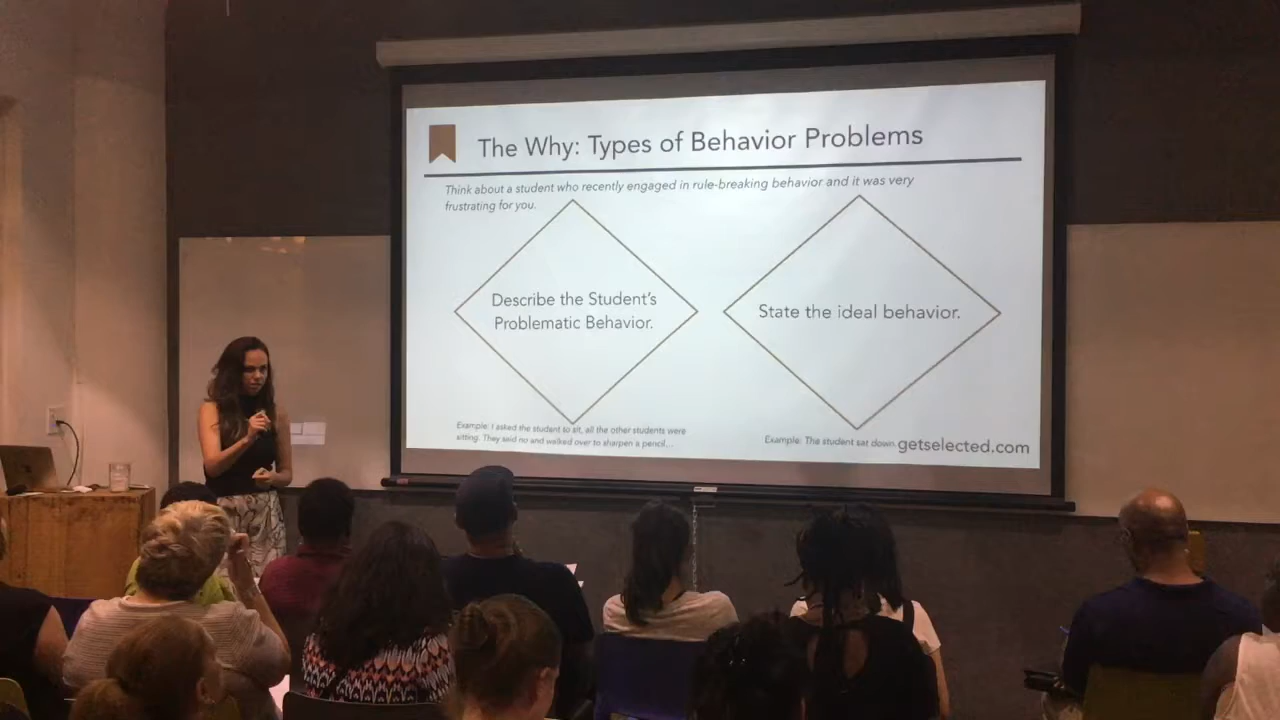 The Why: Types of Behavior Problems
Think about a student who recently engaged in rule-breaking behavior and it was very
frustrating for you.
Describe the Student's
Problematic Behavior.
State the ideal behavior.
Example: I asked the student to sit, all the other students were
sitting. They said no and walked over to sharpen a pencil...
Example: The student sat down.
getselected.com